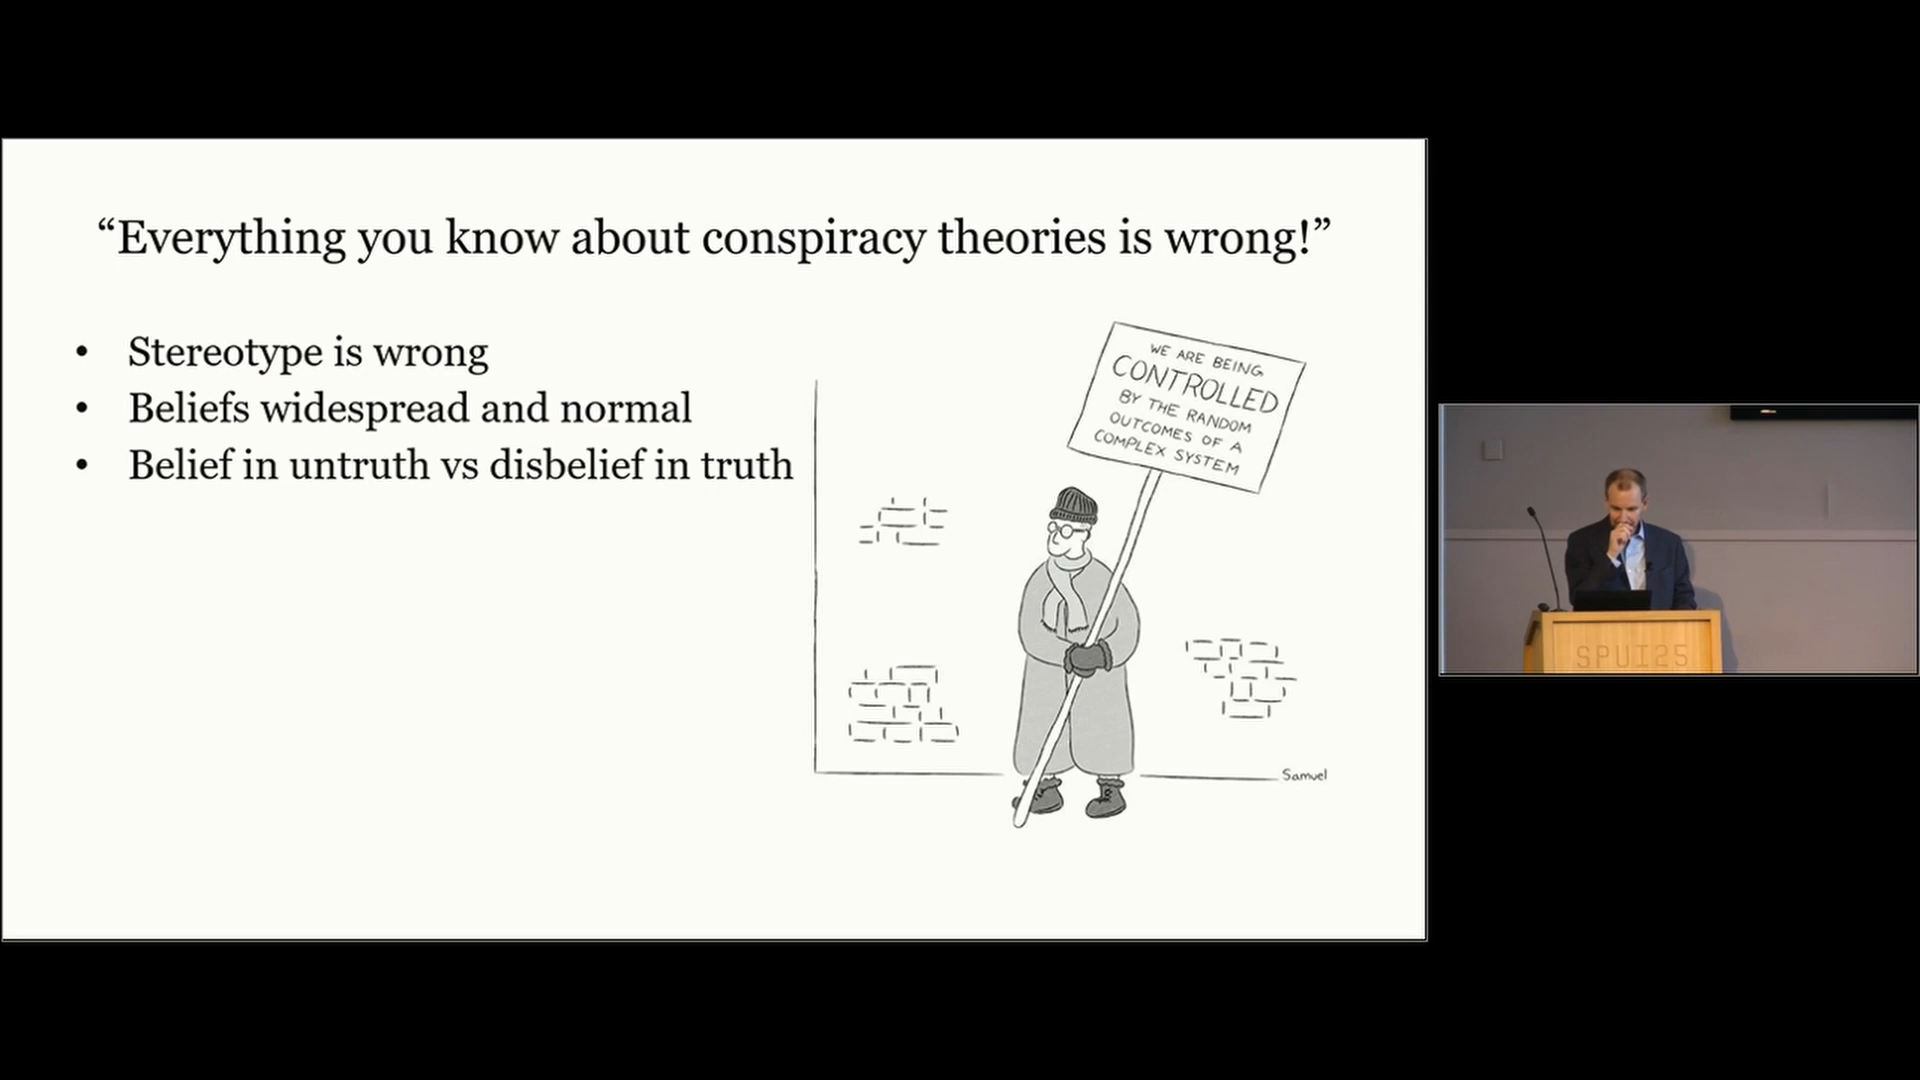 “Everything you know about conspiracy theories is wrong!”
• Stereotype is wrong
• Beliefs widespread and normal
• Belief in untruth vs disbelief in truth
WE ARE BEING
CONTROLLED
BY THE RANDOM
OUTCOMES OF A
COMPLEX SYSTEM
Samuel
SPUI25